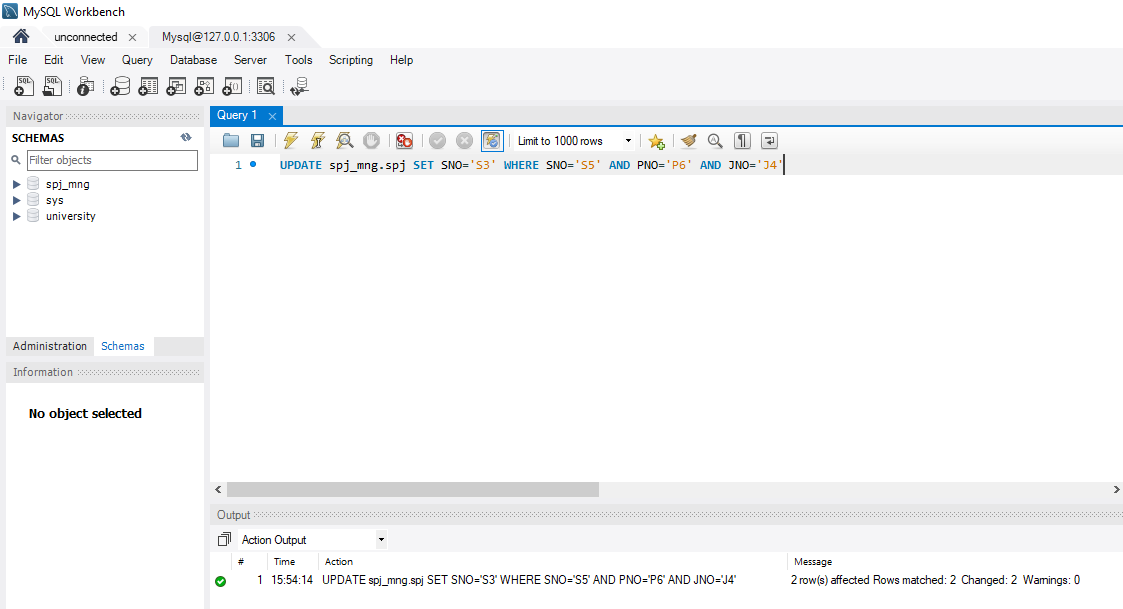 MySQL Workbench
unconnected Mysql@127.0.0.1:3306
File Edit View Query Database Server Tools Scripting Help
Navigator
SCHEMAS
Filter objects
spj_mng
sys
university
Administration Schemas
Information
No object selected
Query 1
Limit to 1000 rows
1 UPDATE spj_mng.spj SET SNO='S3' WHERE SNO='S5' AND PNO='P6' AND JNO='J4'
Output
Action Output
# Time Action Message
1 15:54:14 UPDATE spj_mng.spj SET SNO='S3' WHERE SNO='S5' AND PNO='P6' AND JNO='J4' 2 row(s) affected Rows matched: 2 Changed: 2 Warnings: 0